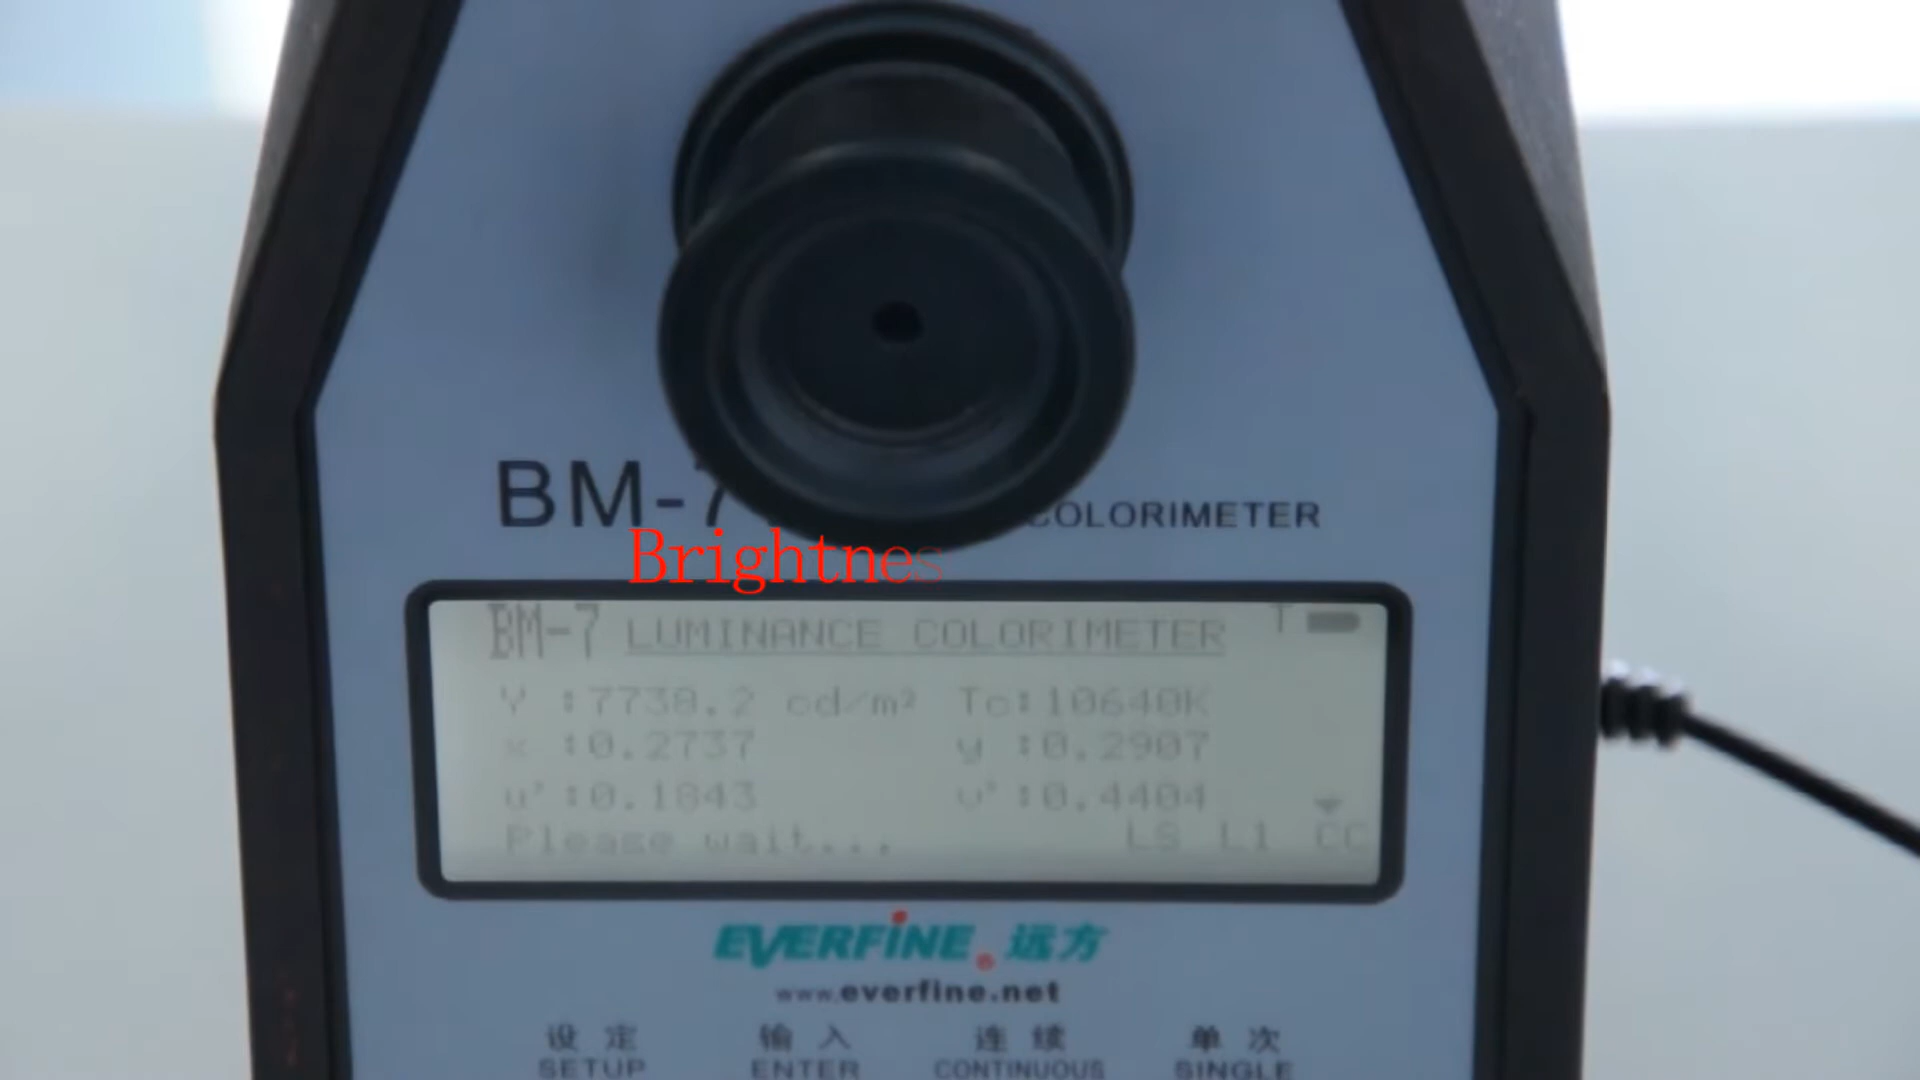 BM-7 COLORIMETER
Brightnes
BM-7 LUMINANCE COLORIMETER T
Y :7738.2 cd/m² Tc:10640K
x :0.2737 y :0.2907
u':0.1843 v':0.4404
Please wait... LS L1 CC
EVERFINE® 远方
www.everfine.net
设定 输入 连续 单次
SETUP ENTER CONTINUOUS SINGLE